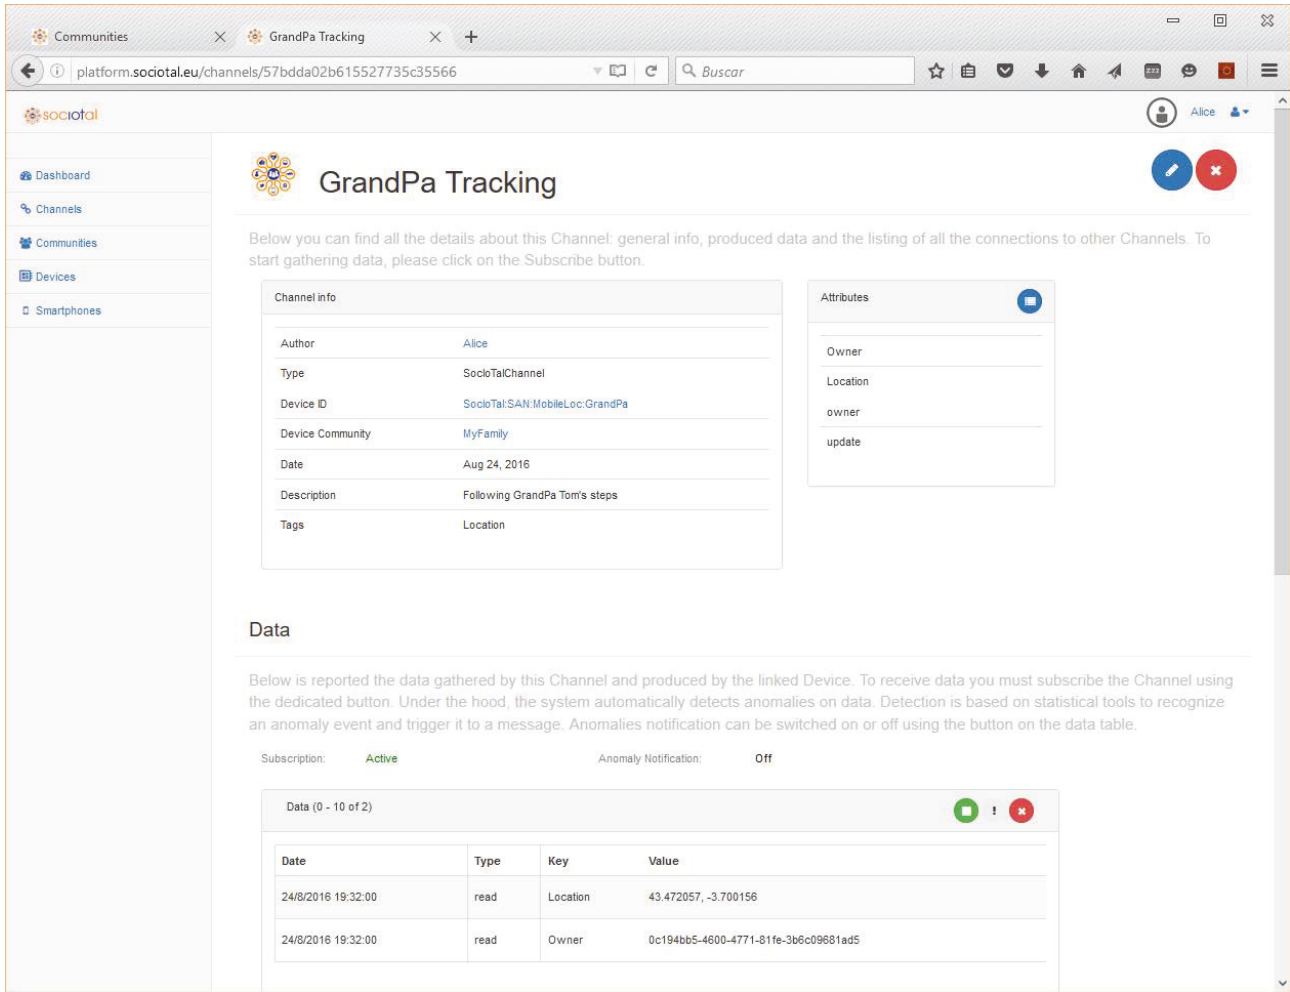 Communities
GrandPa Tracking
platform.sociotal.eu/channels/57bdda02b615527735c35566
Buscar
sociotal
Alice
Dashboard
Channels
Communities
Devices
Smartphones
GrandPa Tracking
Below you can find all the details about this Channel: general info, produced data and the listing of all the connections to other Channels. To
start gathering data, please click on the Subscribe button.
Channel info
Author Alice
Type SocIoTalChannel
Device ID SocIoTal:SAN:MobileLoc:GrandPa
Device Community MyFamily
Date Aug 24, 2016
Description Following GrandPa Tom's steps
Tags Location
Attributes
Owner
Location
owner
update
Data
Below is reported the data gathered by this Channel and produced by the linked Device. To receive data you must subscribe the Channel using
the dedicated button. Under the hood, the system automatically detects anomalies on data. Detection is based on statistical tools to recognize
an anomaly event and trigger it to a message. Anomalies notification can be switched on or off using the button on the data table.
Subscription: Active Anomaly Notification: Off
Data (0 - 10 of 2) !
Date Type Key Value
24/8/2016 19:32:00 read Location 43.472057, -3.700156
24/8/2016 19:32:00 read Owner 0c194bb5-4600-4771-81fe-3b6c09681ad5